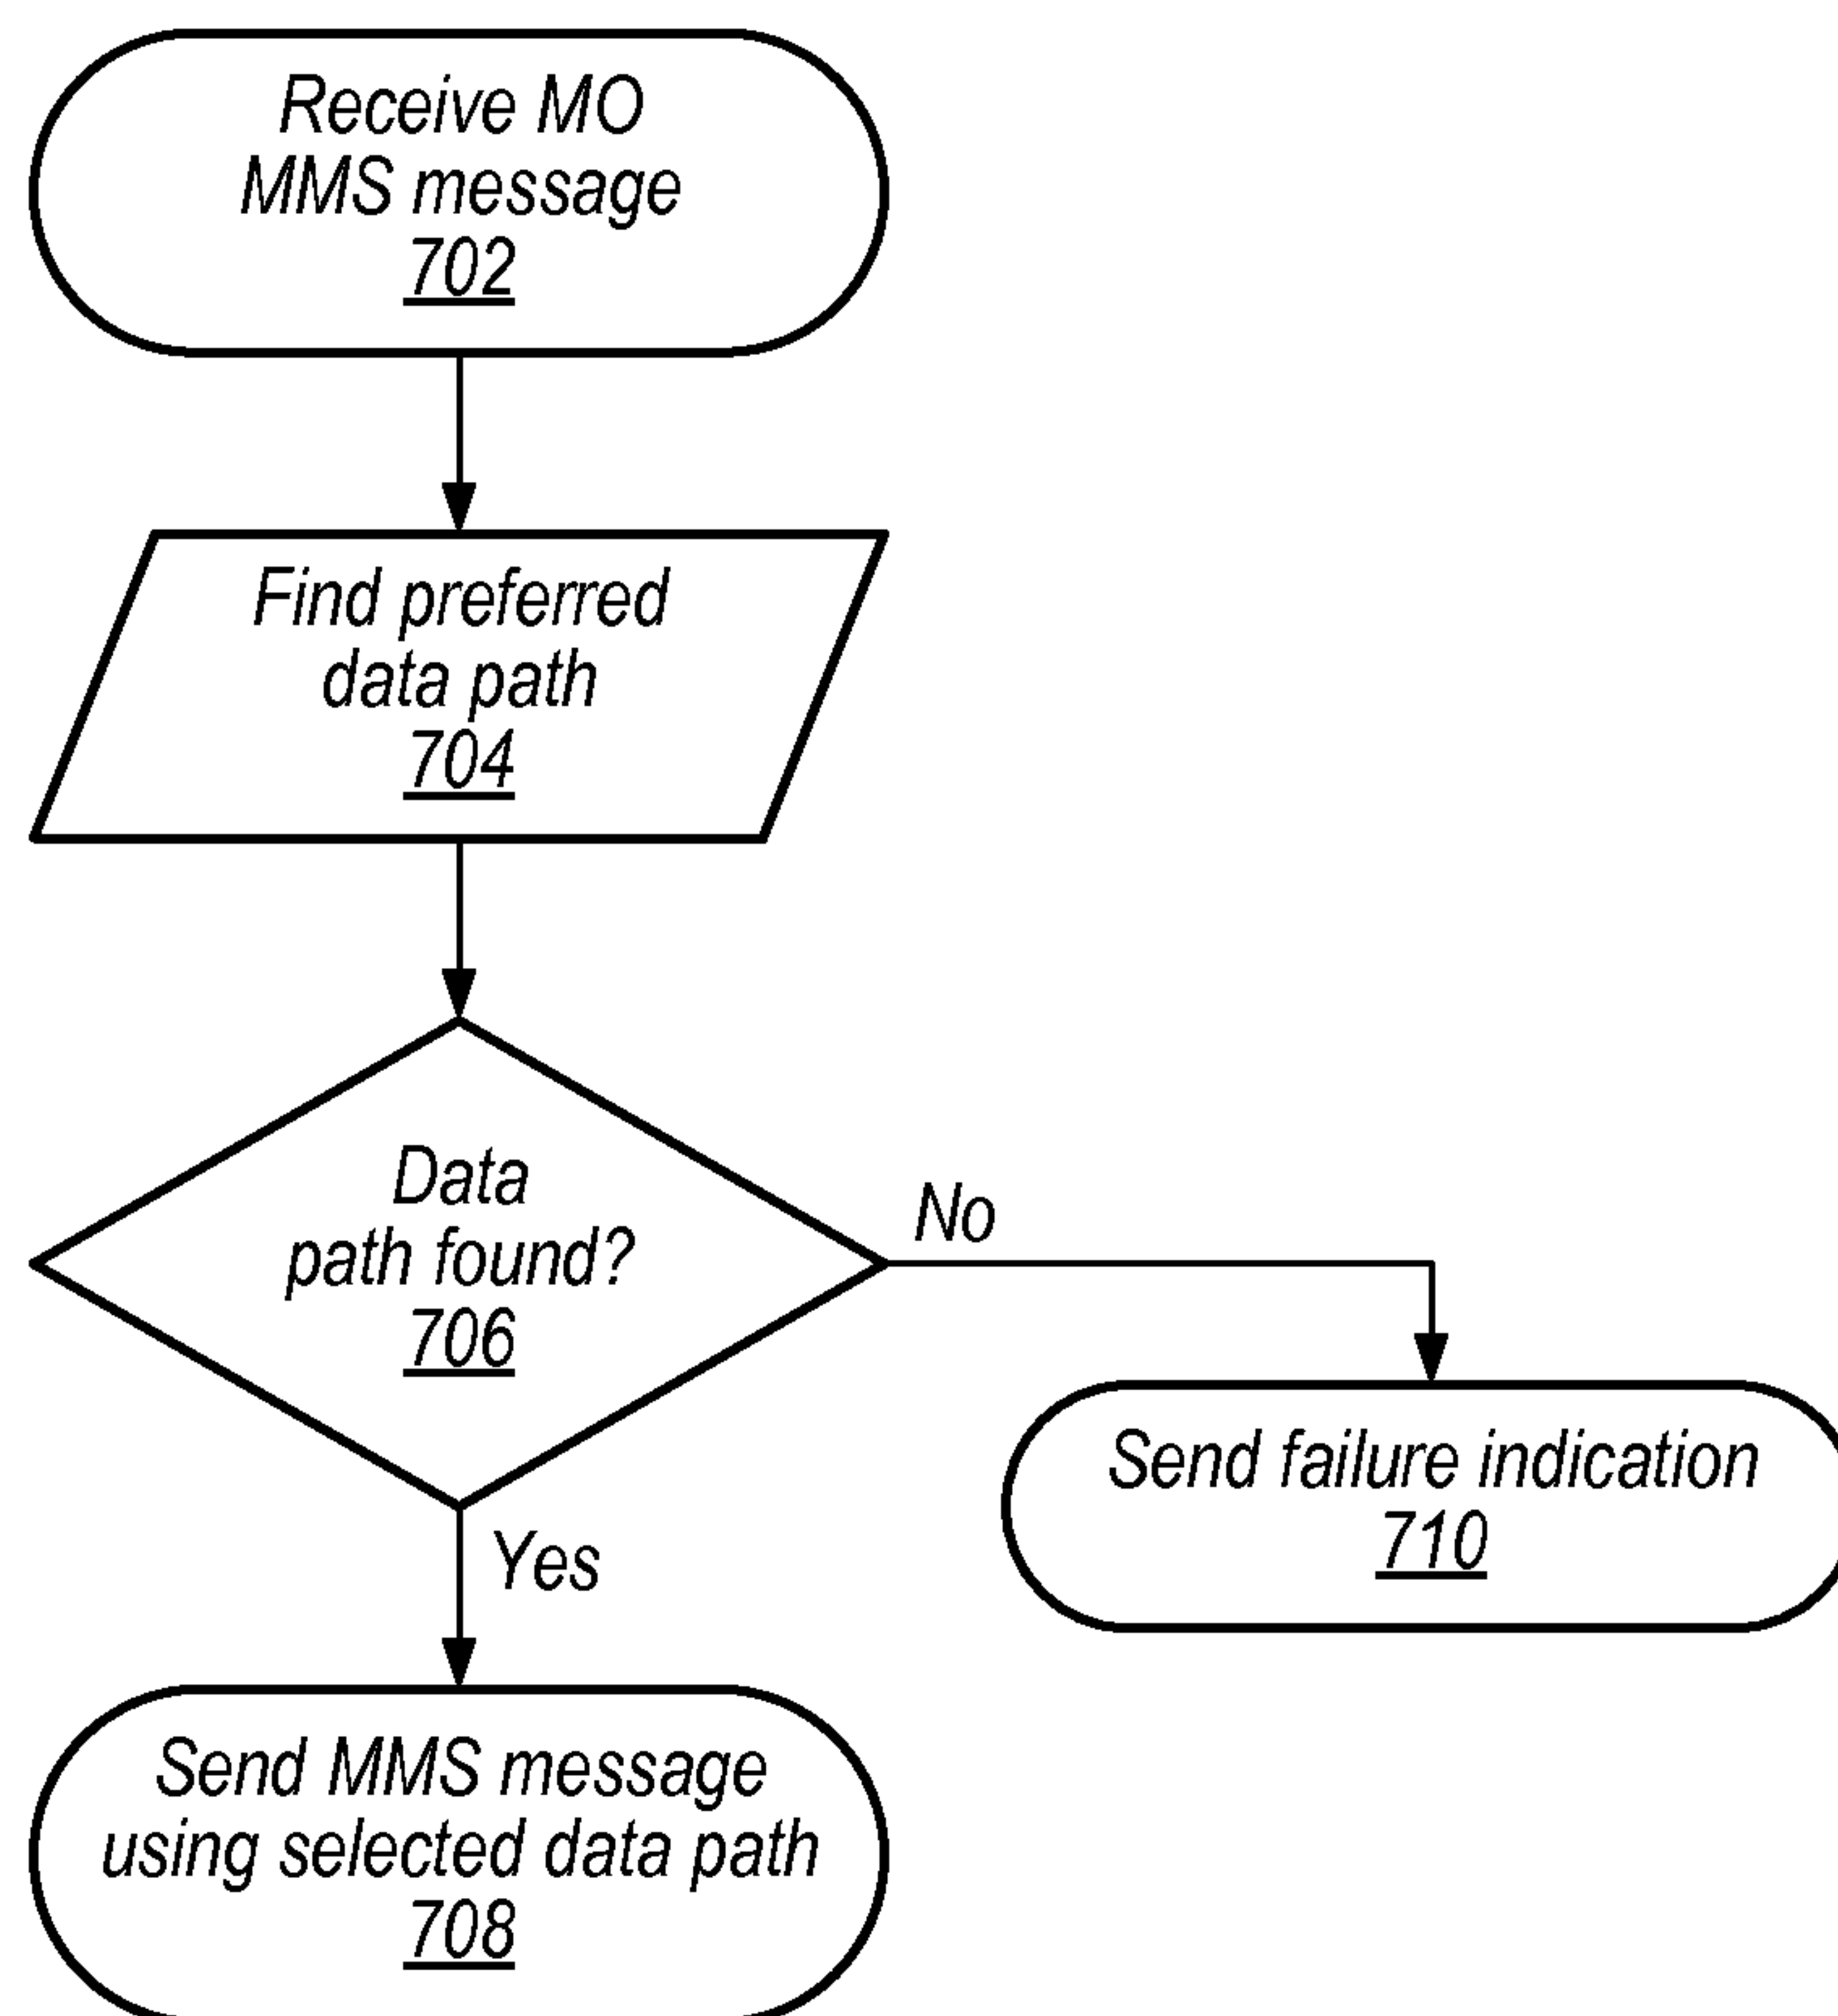 Receive MO
MMS message
702
Find preferred
data path
704
Data
path found?
706
No
Yes
Send failure indication
710
Send MMS message
using selected data path
708